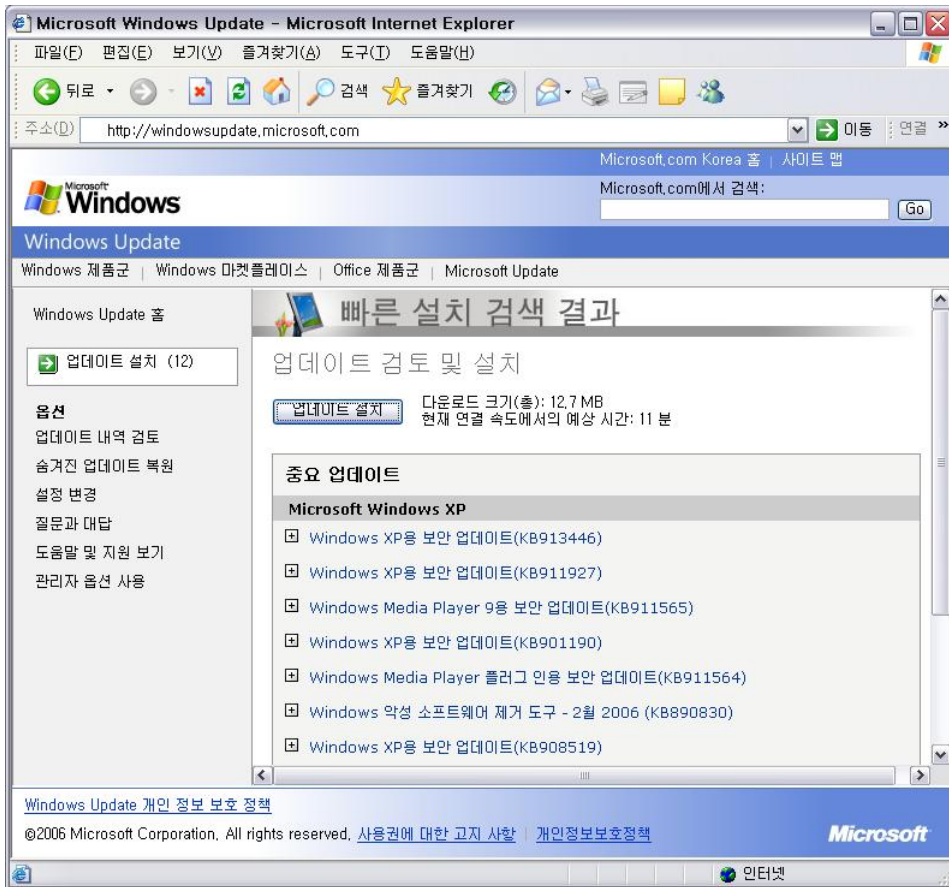 Microsoft Windows Update - Microsoft Internet Explorer
파일(F) 편집(E) 보기(V) 즐겨찾기(A) 도구(T) 도움말(H)
뒤로 검색 즐겨찾기
주소(D) http://windowsupdate.microsoft.com 이동 연결 »
Microsoft.com Korea 홈 | 사이트 맵
Microsoft Windows
Microsoft.com에서 검색:
Go
Windows Update
Windows 제품군 | Windows 마켓플레이스 | Office 제품군 | Microsoft Update
Windows Update 홈
업데이트 설치 (12)
옵션
업데이트 내역 검토
숨겨진 업데이트 복원
설정 변경
질문과 대답
도움말 및 지원 보기
관리자 옵션 사용
빠른 설치 검색 결과
업데이트 검토 및 설치
업데이트 설치
다운로드 크기(총): 12.7 MB
현재 연결 속도에서의 예상 시간: 11 분
중요 업데이트
Microsoft Windows XP
Windows XP용 보안 업데이트(KB913446)
Windows XP용 보안 업데이트(KB911927)
Windows Media Player 9용 보안 업데이트(KB911565)
Windows XP용 보안 업데이트(KB901190)
Windows Media Player 플러그 인용 보안 업데이트(KB911564)
Windows 악성 소프트웨어 제거 도구 - 2월 2006 (KB890830)
Windows XP용 보안 업데이트(KB908519)
Windows Update 개인 정보 보호 정책
©2006 Microsoft Corporation. All rights reserved. 사용권에 대한 고지 사항 | 개인정보보호정책
Microsoft
인터넷